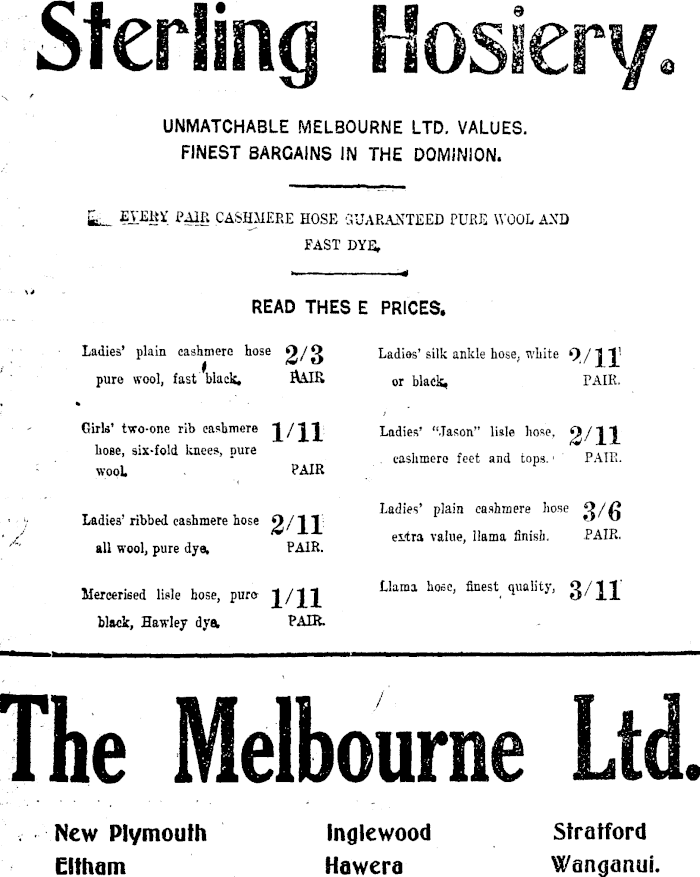 Sterling Hosiery.
UNMATCHABLE MELBOURNE LTD. VALUES.
FINEST BARGAINS IN THE DOMINION.
EVERY PAIR CASHMERE HOSE GUARANTEED PURE WOOL AND
FAST DYE.
READ THESE PRICES.
Ladies' plain cashmere hose 2/3
pure wool, fast black. PAIR
Girls' two-one rib cashmere 1/11
hose, six-fold knees, pure
wool. PAIR
Ladies' ribbed cashmere hose 2/11
all wool, pure dye. PAIR.
Mercerised lisle hose, pure 1/11
black, Hawley dye. PAIR.
Ladies' silk ankle hose, white 2/11
or black. PAIR.
Ladies' "Jason" lisle hose, 2/11
cashmere feet and tops. PAIR.
Ladies' plain cashmere hose 3/6
extra value, llama finish. PAIR.
Llama hose, finest quality, 3/11
The Melbourne Ltd.
New Plymouth Inglewood Stratford
Eltham Hawera Wanganui.